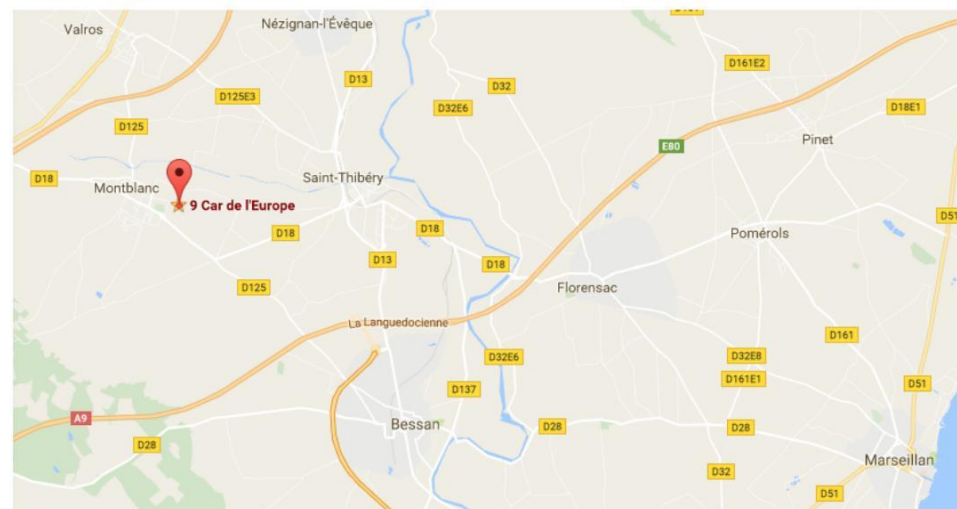 Nézignan-l'Évêque
Valros
D161E2
D13
D32
D125E3
D32E6
D18E1
D125
E80
Pinet
D18
Montblanc
Saint-Thibéry
9 Car de l'Europe
D51
D18
D18
Pomérols
D13
D18
D125
Florensac
La Languedocienne
D161
D32E6
D32E8
D161E1
D137
D51
A9
Bessan
D28
D28
D28
Marseillan
D32
D51